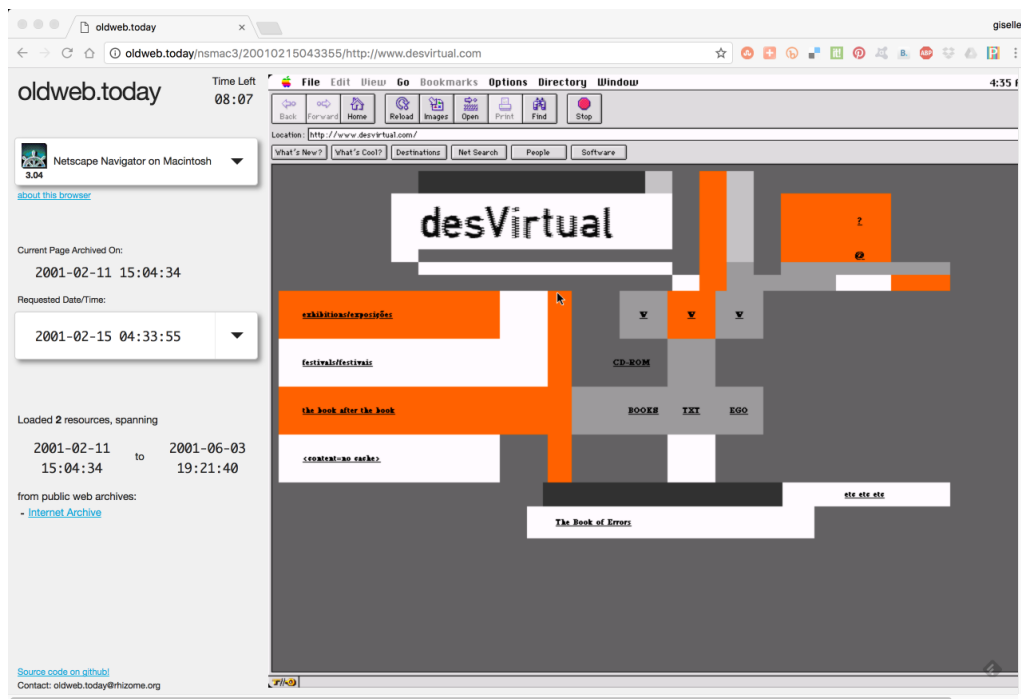 oldweb.today
giselle
oldweb.today/nsmac3/20010215043355/http://www.desvirtual.com
oldweb.today
Time Left
08:07
Netscape Navigator on Macintosh
3.04
about this browser
Current Page Archived On:
2001-02-11 15:04:34
Requested Date/Time:
2001-02-15 04:33:55
Loaded 2 resources, spanning
2001-02-11 15:04:34 to 2001-06-03 19:21:40
from public web archives:
- Internet Archive
Source code on github!
Contact: oldweb.today@rhizome.org
File Edit View Go Bookmarks Options Directory Window
4:35
Back Forward Home Reload Images Open Print Find Stop
Location: http://www.desvirtual.com/
What's New? What's Cool? Destinations Net Search People Software
desVirtual
?
@
exhibitions/exposições
V V V
festivals/festivais
CD-ROM
the book after the book
BOOKS TXT EGO
<content=no cache>
etc etc etc
The Book of Errors